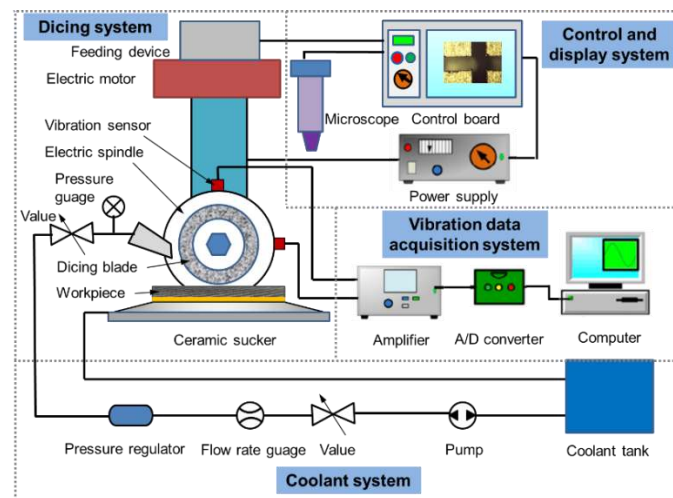 Dicing system
Feeding device
Electric motor
Vibration sensor
Electric spindle
Pressure
guage
Value
Dicing blade
Workpiece
Ceramic sucker
Control and
display system
Microscope
Control board
Power supply
Vibration data
acquisition system
Amplifier
A/D converter
Computer
Pressure regulator
Flow rate guage
Value
Pump
Coolant tank
Coolant system